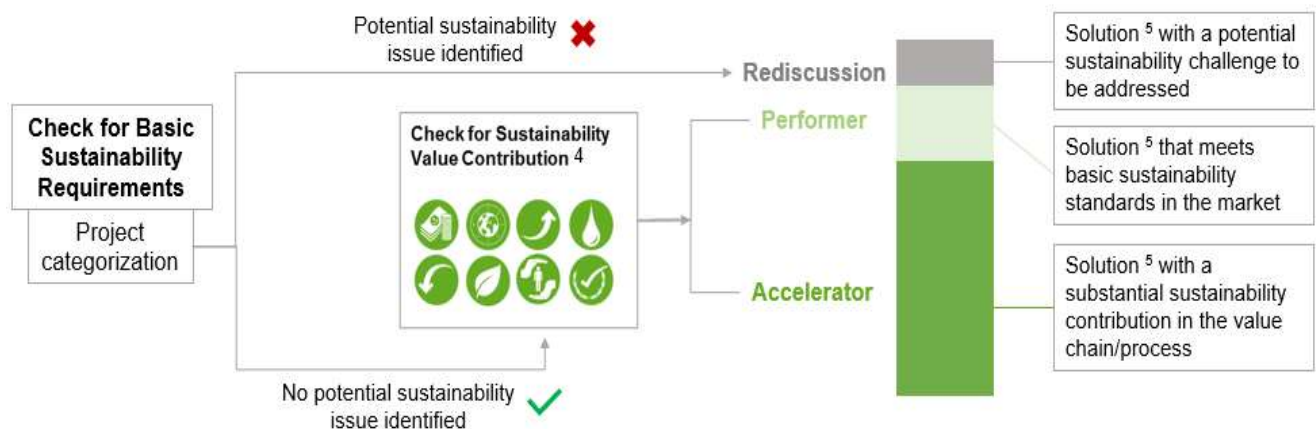 Potential sustainability
issue identified
Check for Basic
Sustainability
Requirements
Project
categorization
No potential sustainability
issue identified
Check for Sustainability
Value Contribution 4
Rediscussion
Performer
Accelerator
Solution 5 with a potential
sustainability challenge to
be addressed
Solution 5 that meets
basic sustainability
standards in the market
Solution 5 with a
substantial sustainability
contribution in the value
chain/process